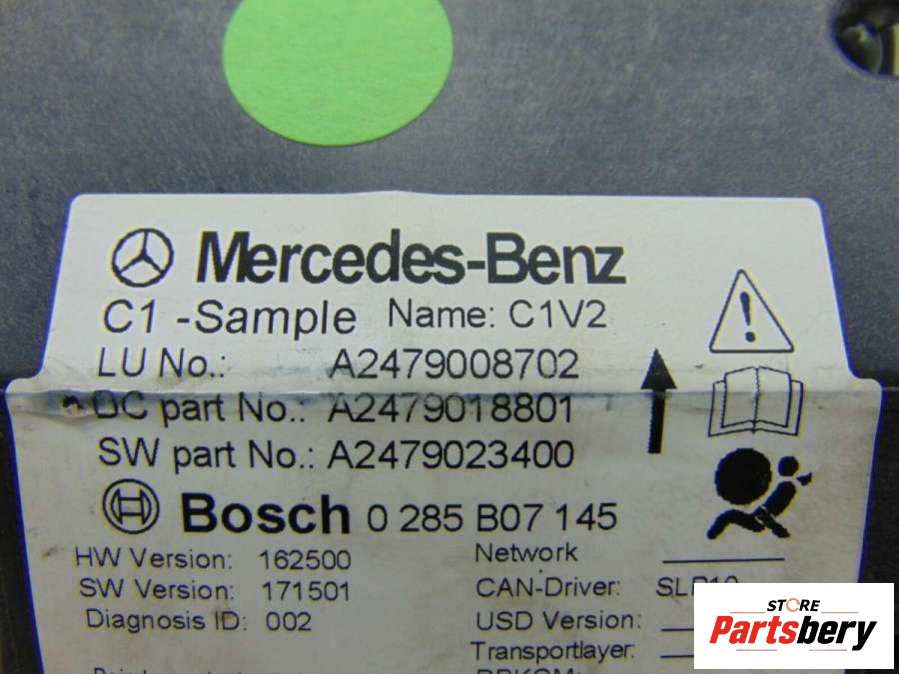 Mercedes-Benz
C1 -Sample Name: C1V2
LU No.: A2479008702
DC part No.: A2479018801
SW part No.: A2479023400
Bosch 0 285 B07 145
HW Version: 162500 Network
SW Version: 171501 CAN-Driver:
Diagnosis ID: 002 USD Version:
Transportlayer:
STORE
Partsbery